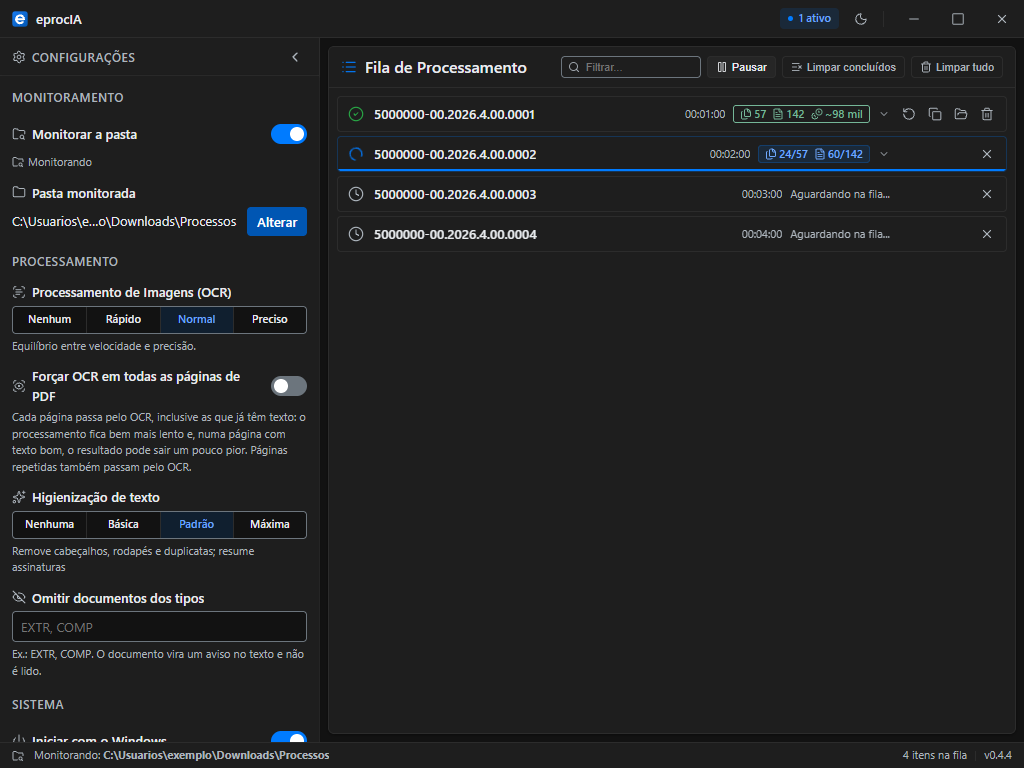 eprocIA
1 ativo
CONFIGURAÇÕES
MONITORAMENTO
Monitorar a pasta
Monitorando
Pasta monitorada
C:\Usuarios\e...o\Downloads\Processos
Alterar
PROCESSAMENTO
Processamento de Imagens (OCR)
Nenhum Rápido Normal Preciso
Equilíbrio entre velocidade e precisão.
Forçar OCR em todas as páginas de
PDF
Cada página passa pelo OCR, inclusive as que já têm texto: o
processamento fica bem mais lento e, numa página com
texto bom, o resultado pode sair um pouco pior. Páginas
repetidas também passam pelo OCR.
Higienização de texto
Nenhuma Básica Padrão Máxima
Remove cabeçalhos, rodapés e duplicatas; resume
assinaturas
Omitir documentos dos tipos
EXTR, COMP
Ex.: EXTR, COMP. O documento vira um aviso no texto e não
é lido.
SISTEMA
Iniciar com o Windows
Fila de Processamento
Filtrar...
Pausar
Limpar concluídos
Limpar tudo
5000000-00.2026.4.00.0001 00:01:00 57 142 ~98 mil
5000000-00.2026.4.00.0002 00:02:00 24/57 60/142
5000000-00.2026.4.00.0003 00:03:00 Aguardando na fila...
5000000-00.2026.4.00.0004 00:04:00 Aguardando na fila...
Monitorando: C:\Usuarios\exemplo\Downloads\Processos
4 itens na fila
v0.4.4